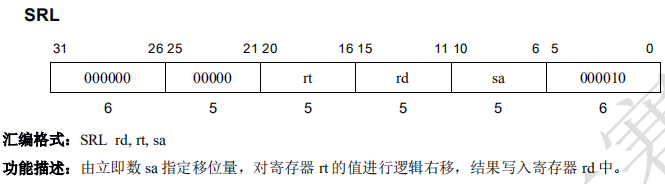 SRL
31 26 25 21 20 16 15 11 10 6 5 0
000000 00000 rt rd sa 000010
6 5 5 5 5 6
汇编格式：SRL rd, rt, sa
功能描述：由立即数 sa 指定移位量，对寄存器 rt 的值进行逻辑右移，结果写入寄存器 rd 中。
赛